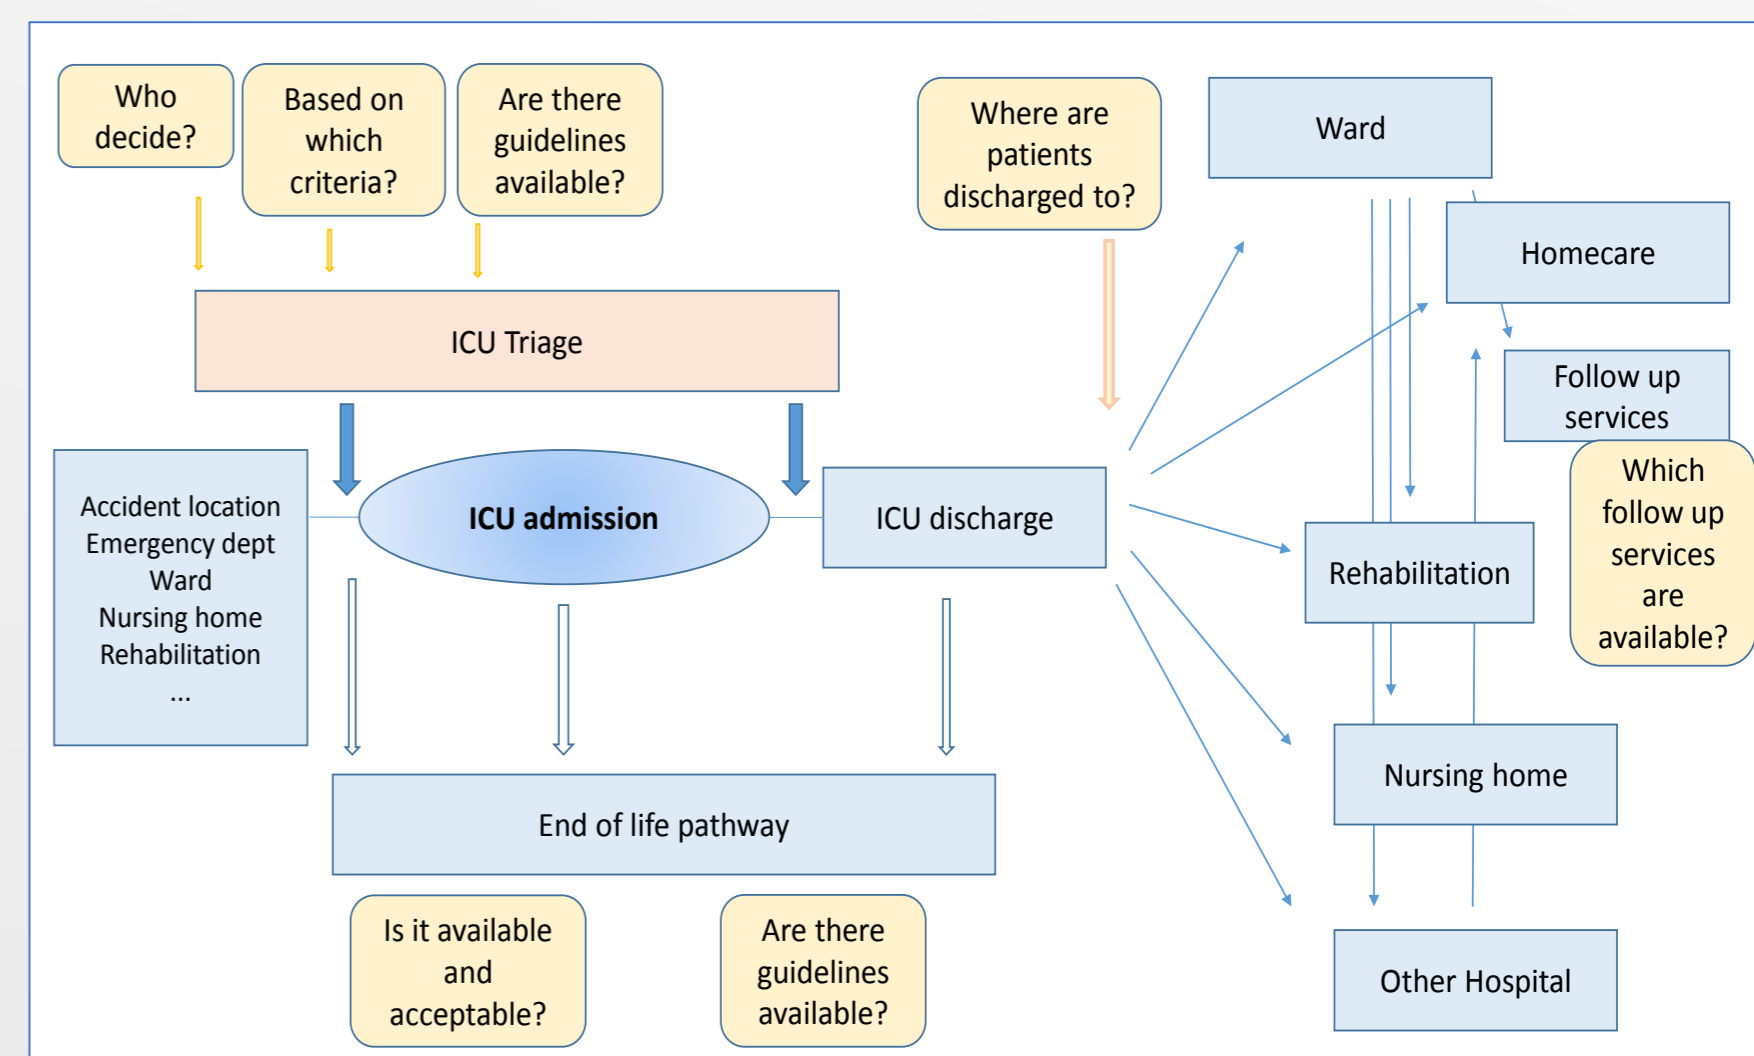 Who
decide?
Based on
which
criteria?
Are there
guidelines
available?
Where are
patients
discharged to?
Ward
Homecare
ICU Triage
Follow up
services
Which
follow up
services
are
available?
Accident location
Emergency dept
Ward
Nursing home
Rehabilitation
...
ICU admission
ICU discharge
Rehabilitation
Nursing home
End of life pathway
Is it available
and
acceptable?
Are there
guidelines
available?
Other Hospital